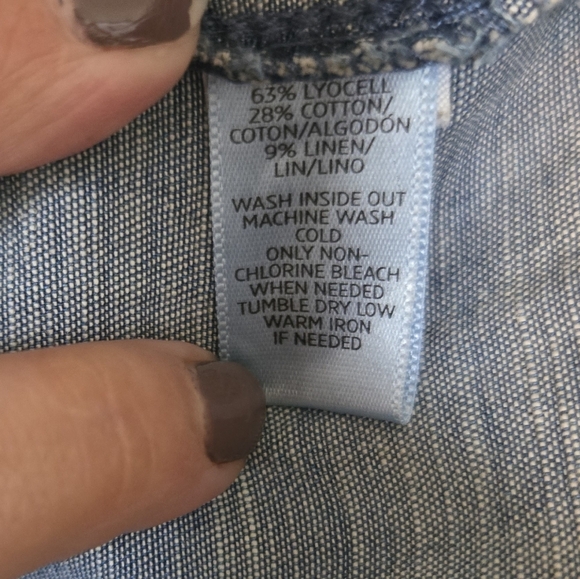 63% LYOCELL
28% COTTON/
COTON/ALGODÓN
9% LINEN/
LIN/LINO
WASH INSIDE OUT
MACHINE WASH
COLD
ONLY NON-
CHLORINE BLEACH
WHEN NEEDED
TUMBLE DRY LOW
WARM IRON
IF NEEDED